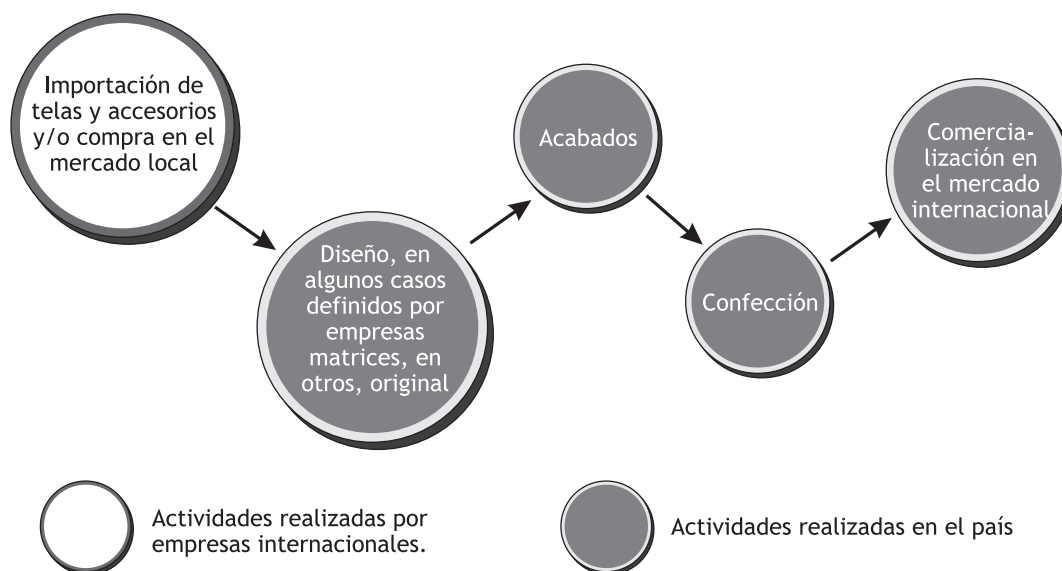 Importación de
telas y accesorios
y/o compra en el
mercado local
Diseño, en
algunos casos
definidos por
empresas
matrices, en
otros, original
Acabados
Confección
Comercia-
lización en
el mercado
internacional
Actividades realizadas por
empresas internacionales.
Actividades realizadas en el país